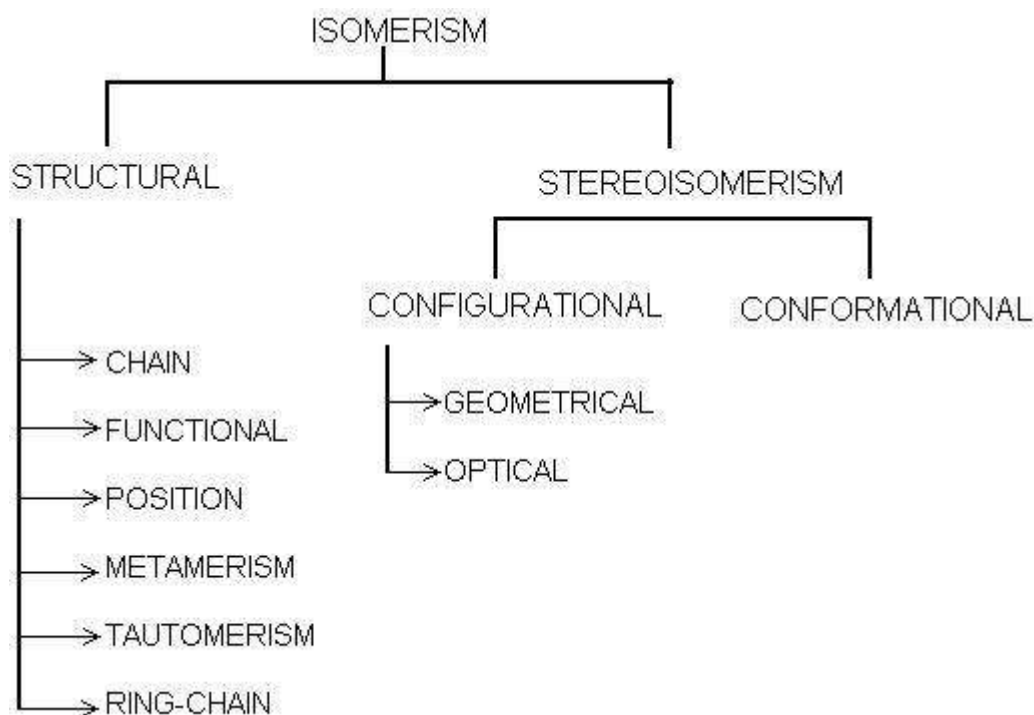 ISOMERISM
STRUCTURAL
STEREOISOMERISM
CONFIGURATIONAL
CONFORMATIONAL
CHAIN
GEOMETRICAL
FUNCTIONAL
OPTICAL
POSITION
METAMERISM
TAUTOMERISM
RING-CHAIN